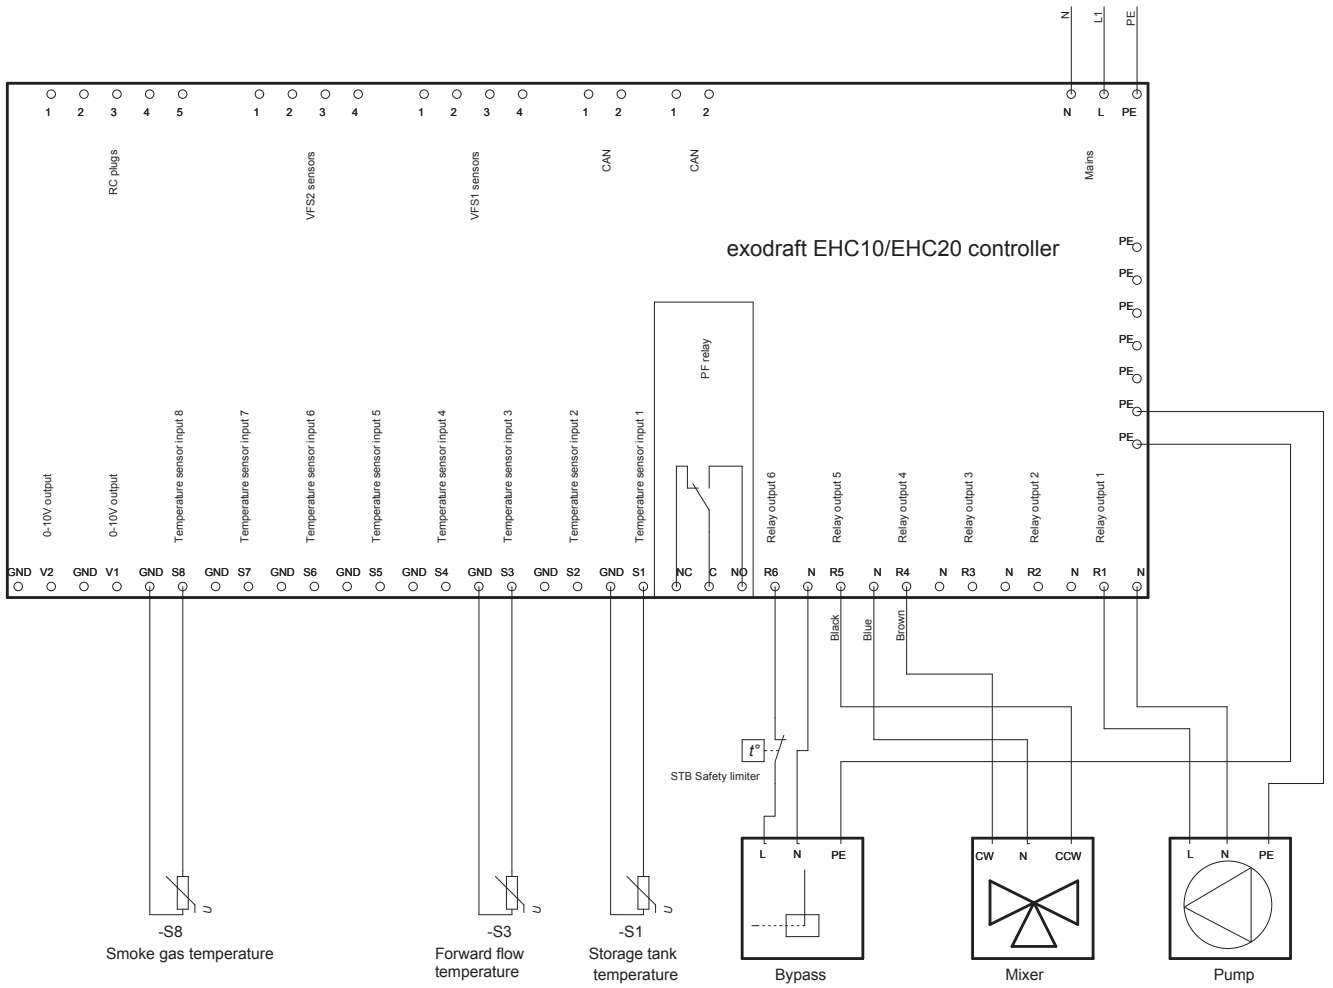 N L1 PE
1 2 3 4 5 1 2 3 4 1 2 3 4 1 2 1 2 N L PE
RC plugs
VFS2 sensors
VFS1 sensors
CAN
CAN
Mains
exodraft EHC10/EHC20 controller
PE
PE
PE
PE
PE
PE
PE
PF relay
0-10V output
0-10V output
Temperature sensor input 8
Temperature sensor input 7
Temperature sensor input 6
Temperature sensor input 5
Temperature sensor input 4
Temperature sensor input 3
Temperature sensor input 2
Temperature sensor input 1
Relay output 6
Relay output 5
Relay output 4
Relay output 3
Relay output 2
Relay output 1
GND V2 GND V1 GND S8 GND S7 GND S6 GND S5 GND S4 GND S3 GND S2 GND S1 NC C NO R6 N R5 N R4 N R3 N R2 N R1 N
Black
Blue
Brown
t°
STB Safety limiter
L N PE
CW N CCW
L N PE
U
U
U
-S8
Smoke gas temperature
-S3
Forward flow
temperature
-S1
Storage tank
temperature
Bypass
Mixer
Pump